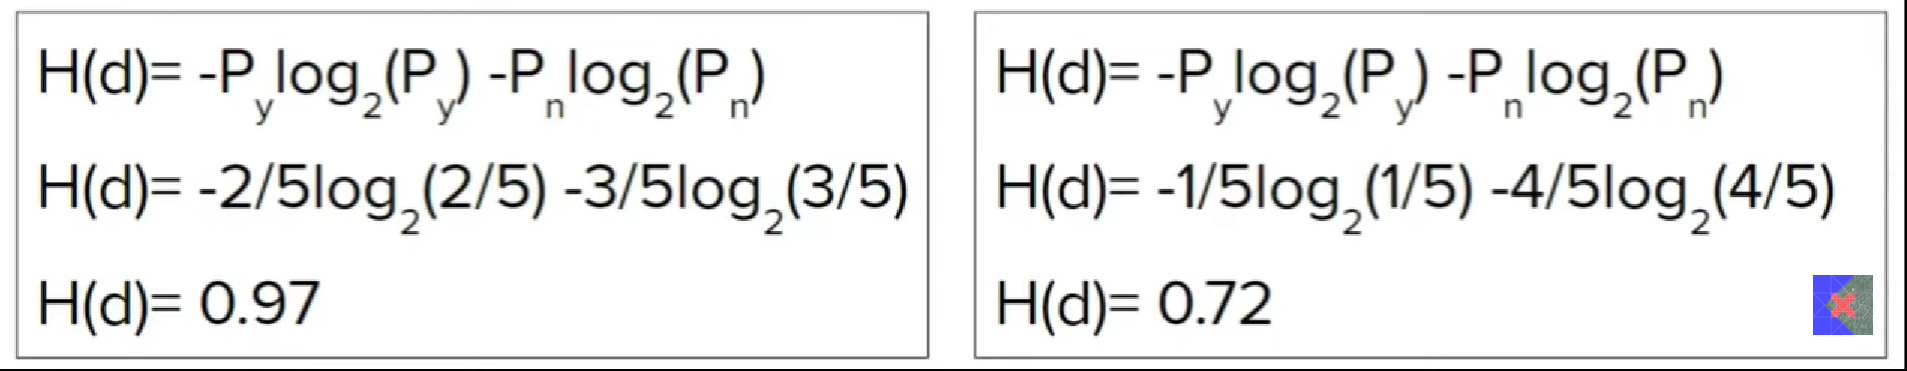 H(d)= -Pylog2(Py) -Pnlog2(Pn)
H(d)= -2/5log2(2/5) -3/5log2(3/5)
H(d)= 0.97
H(d)= -Pylog2(Py) -Pnlog2(Pn)
H(d)= -1/5log2(1/5) -4/5log2(4/5)
H(d)= 0.72